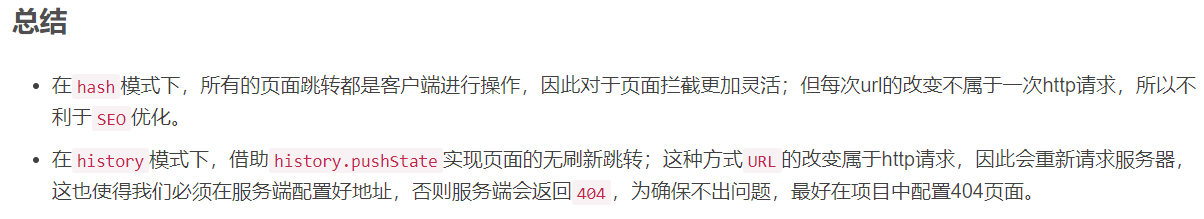 总结
在 hash 模式下，所有的页面跳转都是客户端进行操作，因此对于页面拦截更加灵活；但每次url的改变不属于一次http请求，所以不
利于 SEO 优化。
在 history 模式下，借助 history.pushState 实现页面的无刷新跳转；这种方式 URL 的改变属于http请求，因此会重新请求服务器，
这也使得我们必须在服务端配置好地址，否则服务端会返回 404 ，为确保不出问题，最好在项目中配置404页面。